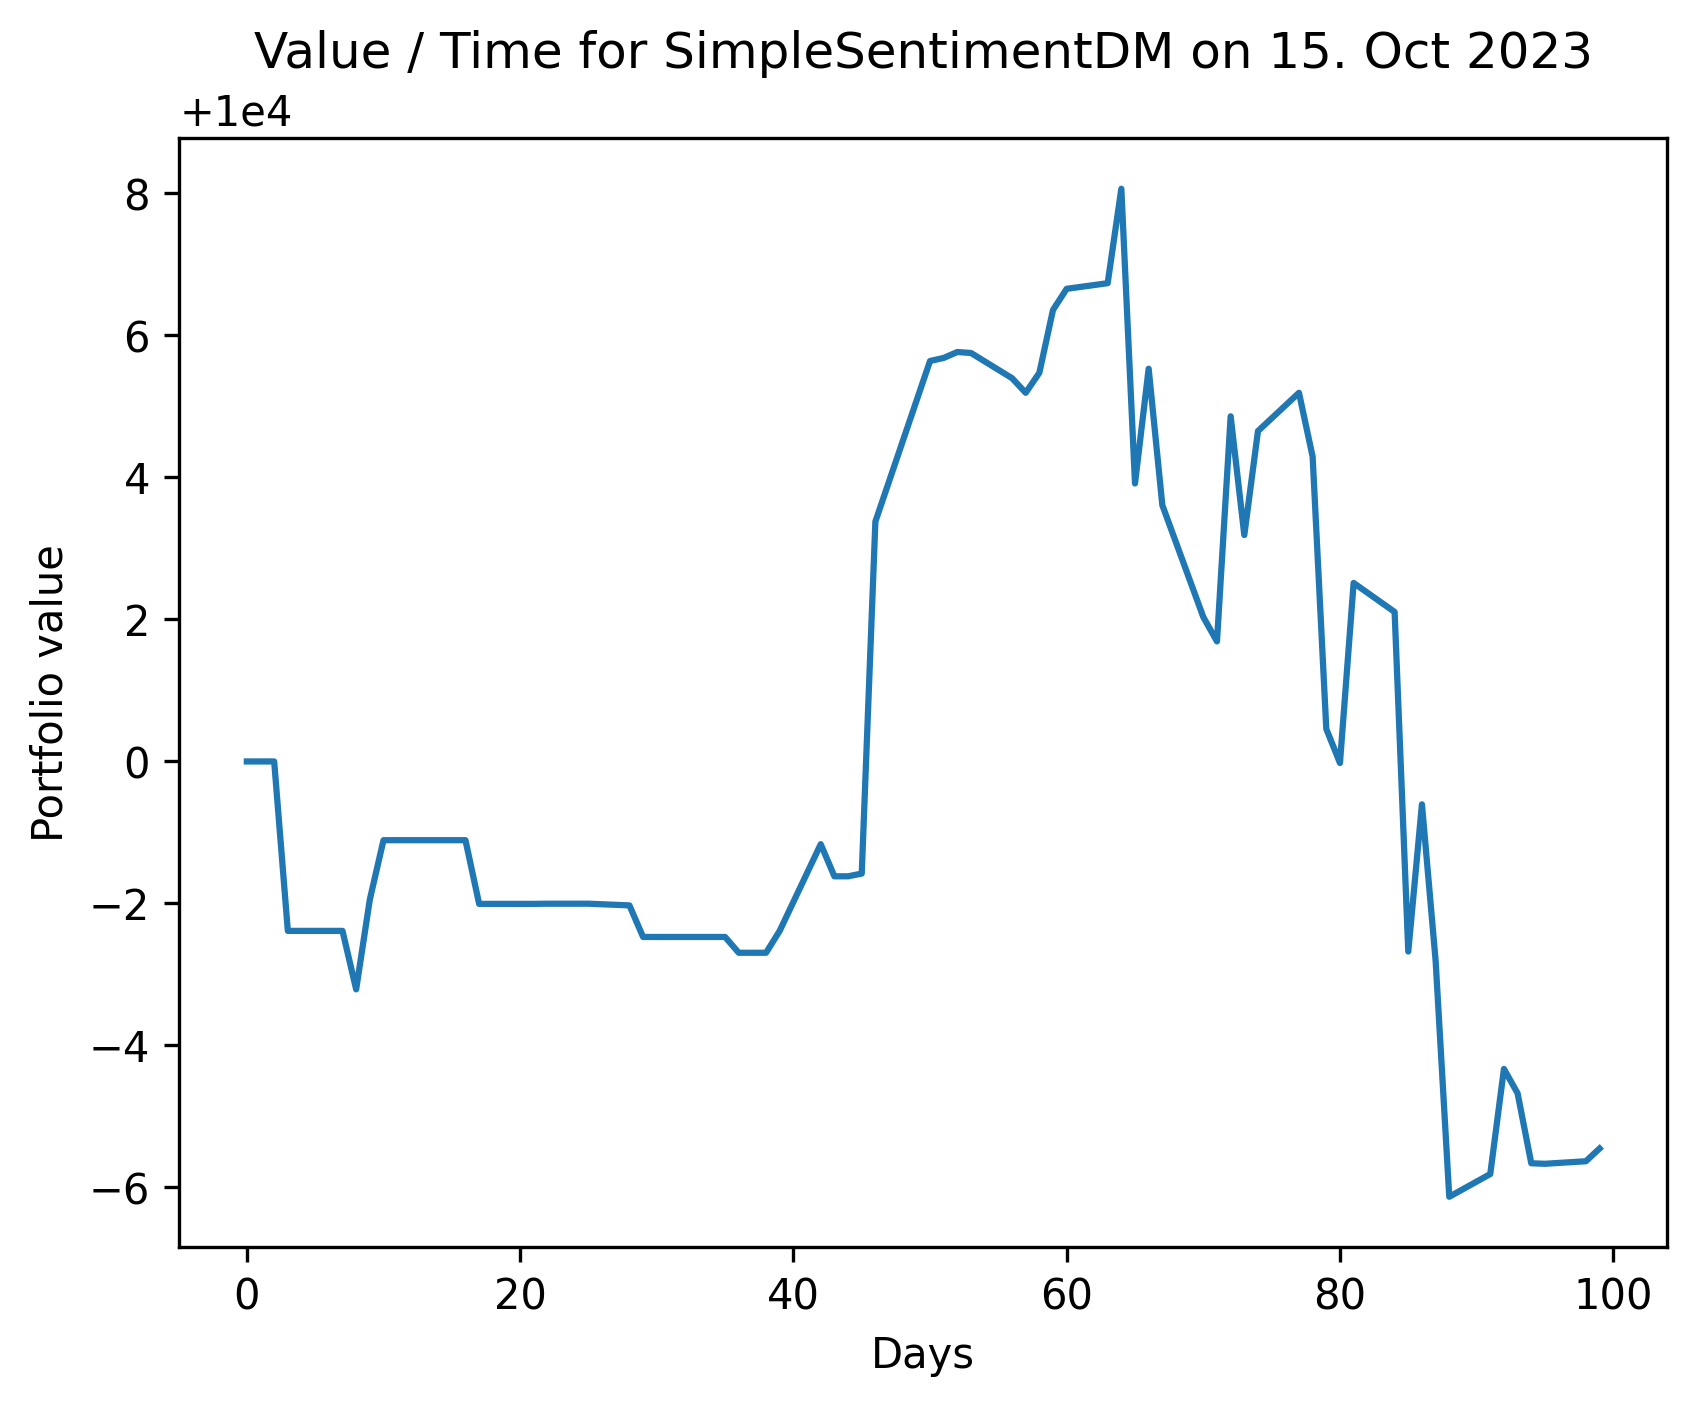 Value / Time for SimpleSentimentDM on 15. Oct 2023
+1e4
8
6
4
2
0
−2
−4
−6
Portfolio value
0 20 40 60 80 100
Days